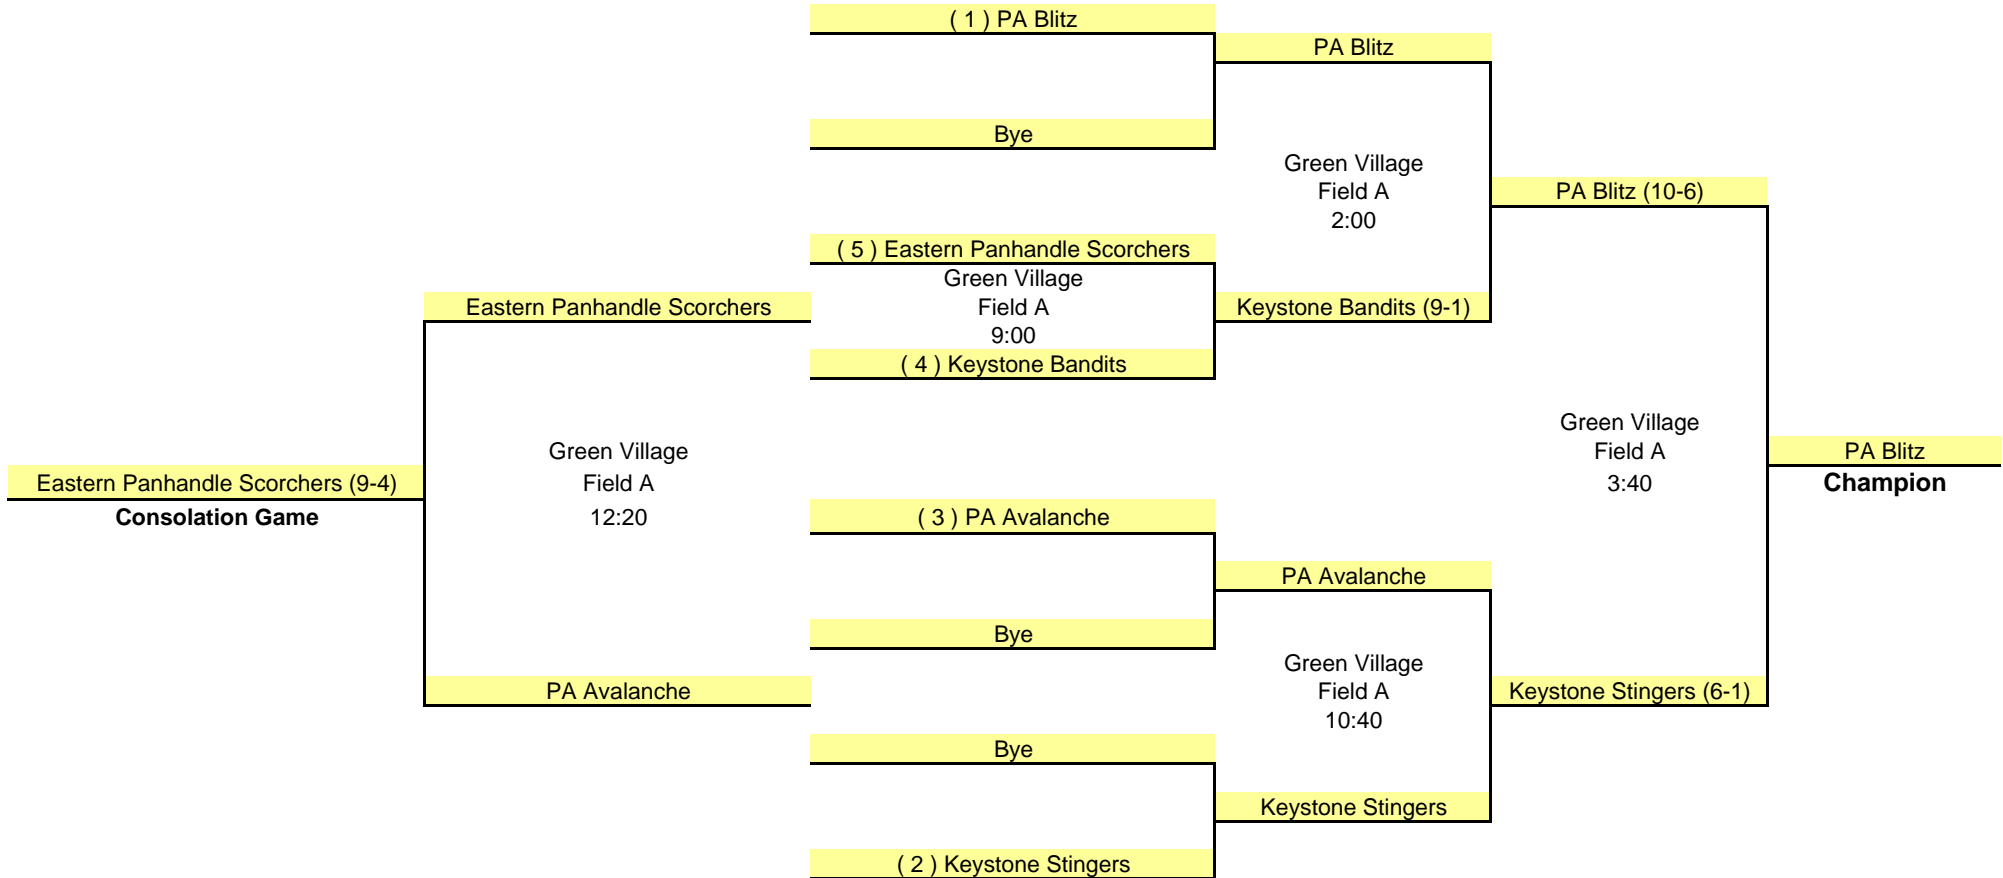 ( 1 ) PA Blitz
PA Blitz
Bye
Green Village
Field A
2:00
PA Blitz (10-6)
( 5 ) Eastern Panhandle Scorchers
Green Village
Field A
9:00
Eastern Panhandle Scorchers
Keystone Bandits (9-1)
( 4 ) Keystone Bandits
Green Village
Field A
3:40
Green Village
Field A
12:20
PA Blitz
Champion
Eastern Panhandle Scorchers (9-4)
Consolation Game
( 3 ) PA Avalanche
PA Avalanche
Bye
Green Village
Field A
10:40
PA Avalanche
Keystone Stingers (6-1)
Bye
Keystone Stingers
( 2 ) Keystone Stingers